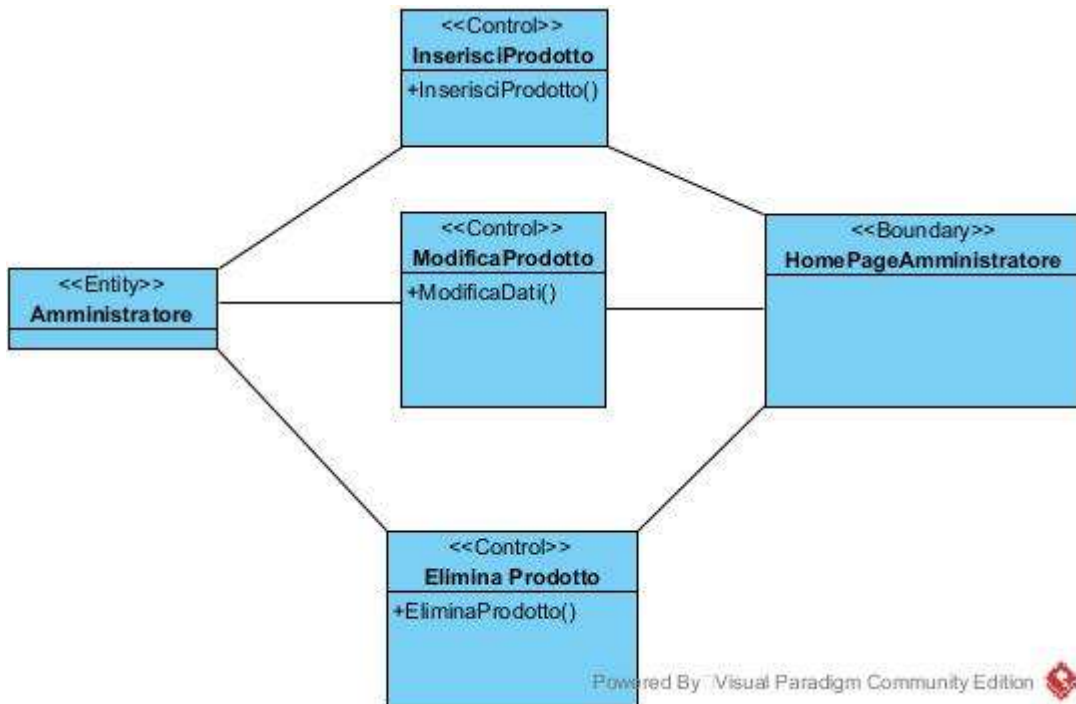 <<Control>>
InserisciProdotto
+InserisciProdotto()
<<Control>>
ModificaProdotto
+ModificaDati()
<<Boundary>>
HomePageAmministratore
<<Entity>>
Amministratore
<<Control>>
Elimina Prodotto
+EliminaProdotto()
Powered By Visual Paradigm Community Edition